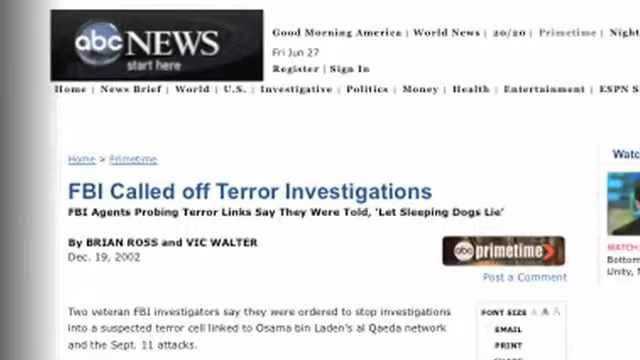 abc NEWS
start here
Good Morning America | World News | 20/20 | Primetime | Night
Fri Jun 27
Register | Sign In
Home | News Brief | World | U.S. | Investigative | Politics | Money | Health | Entertainment | ESPN S
Home > Primetime
Watc
FBI Called off Terror Investigations
FBI Agents Probing Terror Links Say They Were Told, 'Let Sleeping Dogs Lie'
By BRIAN ROSS and VIC WALTER
Dec. 19, 2002
abc primetime
Post a Comment
WATCH:
Bottom
Unity, N
Two veteran FBI investigators say they were ordered to stop investigations
into a suspected terror cell linked to Osama bin Laden's al Qaeda network
and the Sept. 11 attacks.
FONT SIZE A A A
EMAIL
PRINT